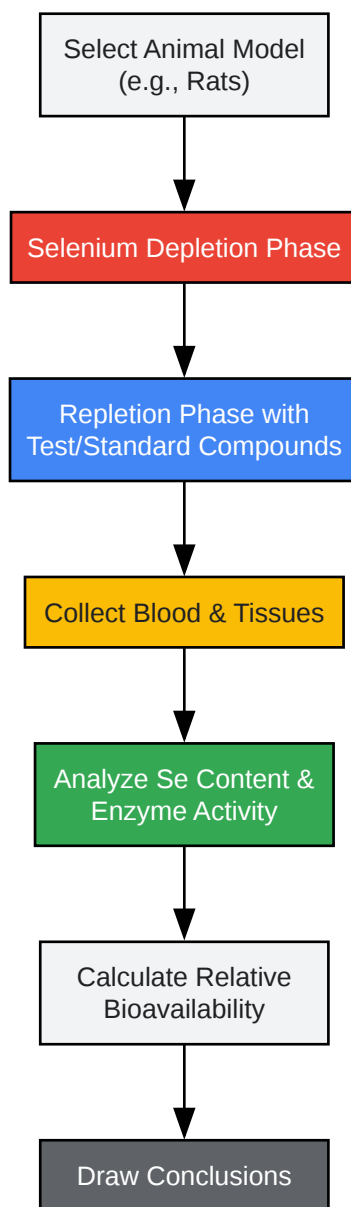 Select Animal Model
(e.g., Rats)
Selenium Depletion Phase
Repletion Phase with
Test/Standard Compounds
Collect Blood & Tissues
Analyze Se Content &
Enzyme Activity
Calculate Relative
Bioavailability
Draw Conclusions